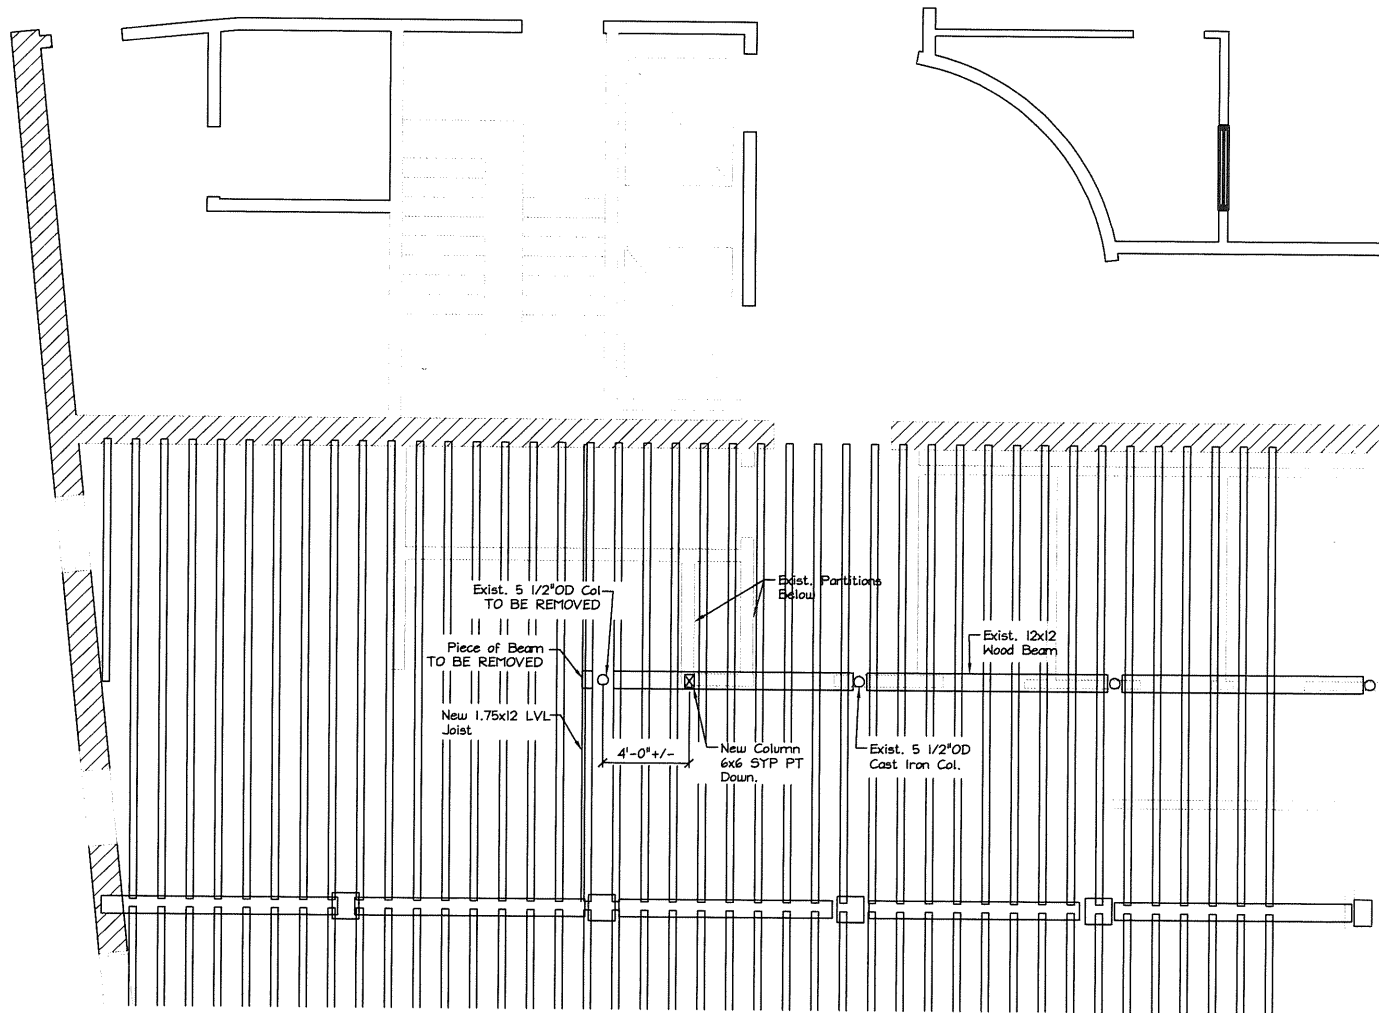 Exist. 5 1/2"OD Col
TO BE REMOVED
Exist. Partitions
Below
Piece of Beam
TO BE REMOVED
Exist. 12x12
Wood Beam
New 1.75x12 LVL
Joist
4'-0"+/-
New Column
6x6 SYP PT
Down.
Exist. 5 1/2"OD
Cast Iron Col.